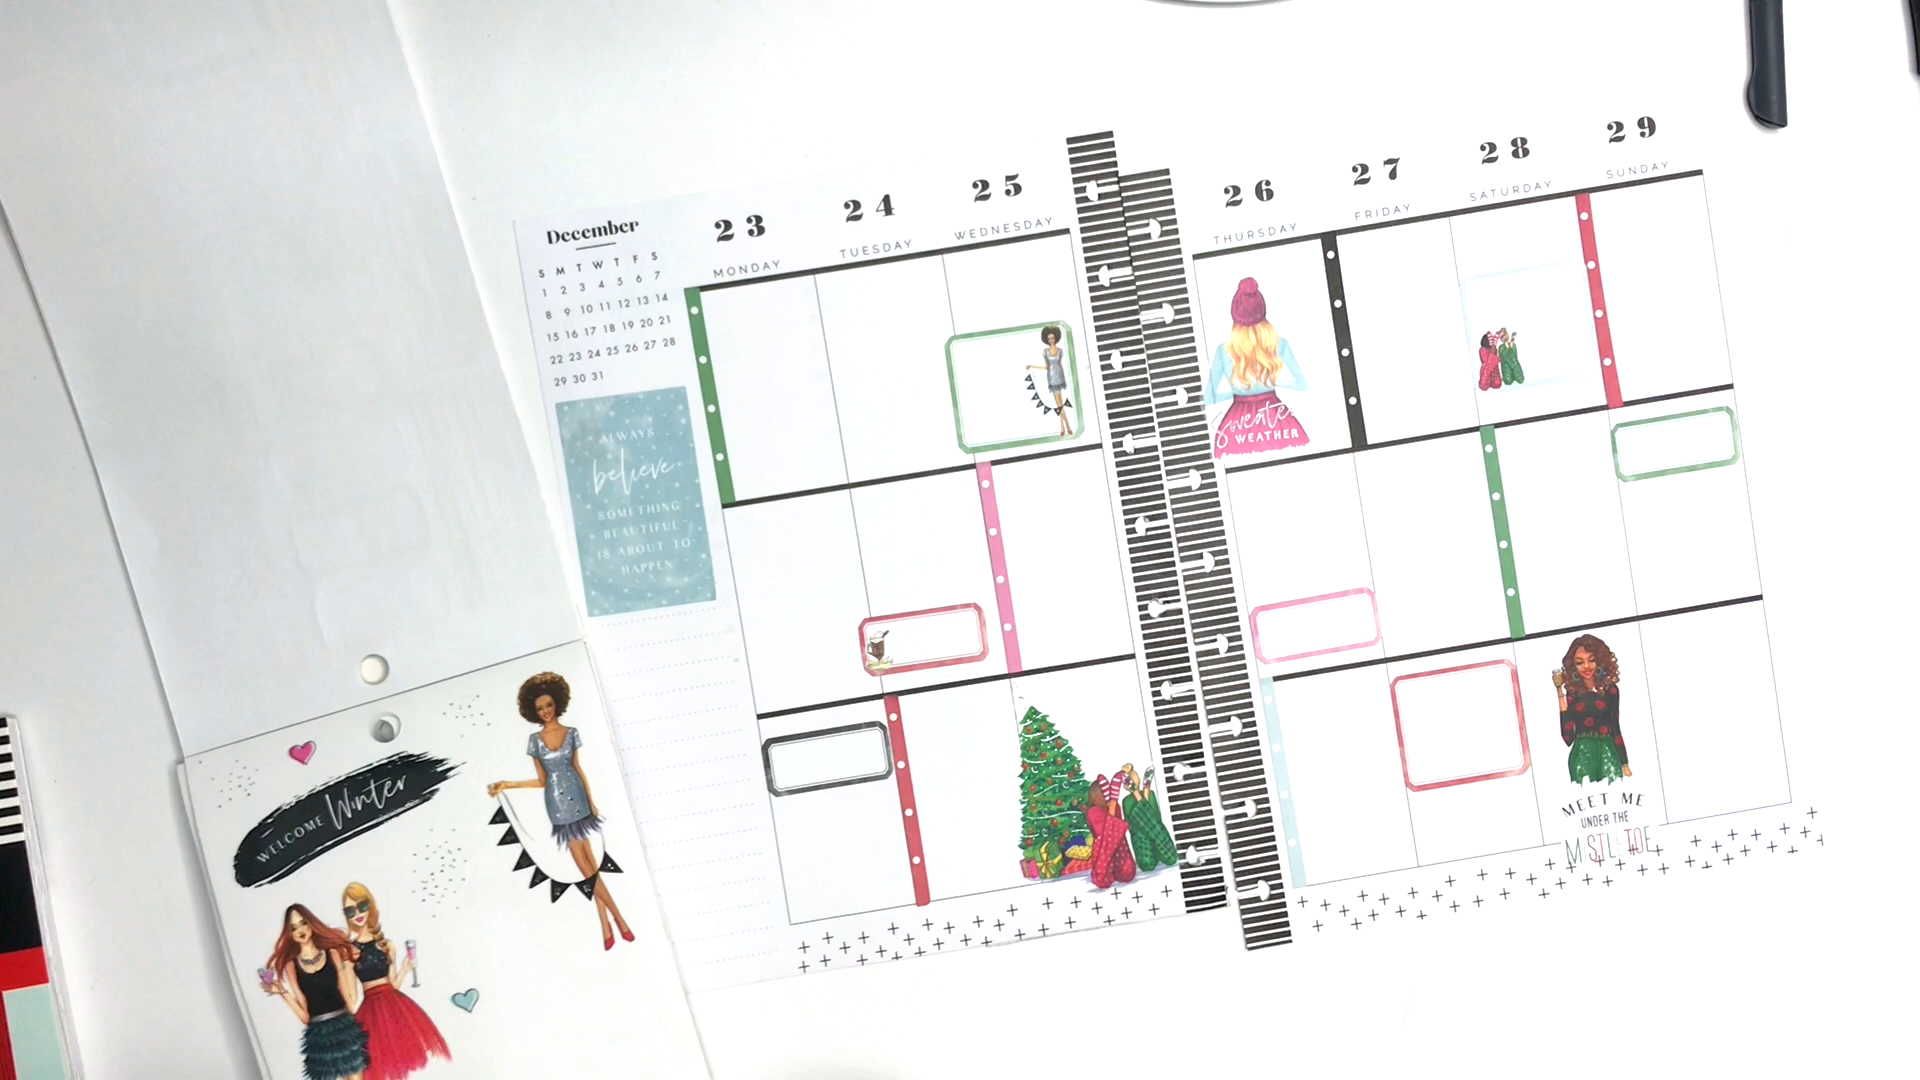 December
S M T W T F S
1 2 3 4 5 6 7
8 9 10 11 12 13 14
15 16 17 18 19 20 21
22 23 24 25 26 27 28
29 30 31
ALWAYS
believe
SOMETHING
BEAUTIFUL
IS ABOUT TO
HAPPEN
23
MONDAY
24
TUESDAY
25
WEDNESDAY
26
THURSDAY
27
FRIDAY
28
SATURDAY
29
SUNDAY
Sweater
WEATHER
MEET ME
UNDER THE
MISTLETOE
WELCOME Winter